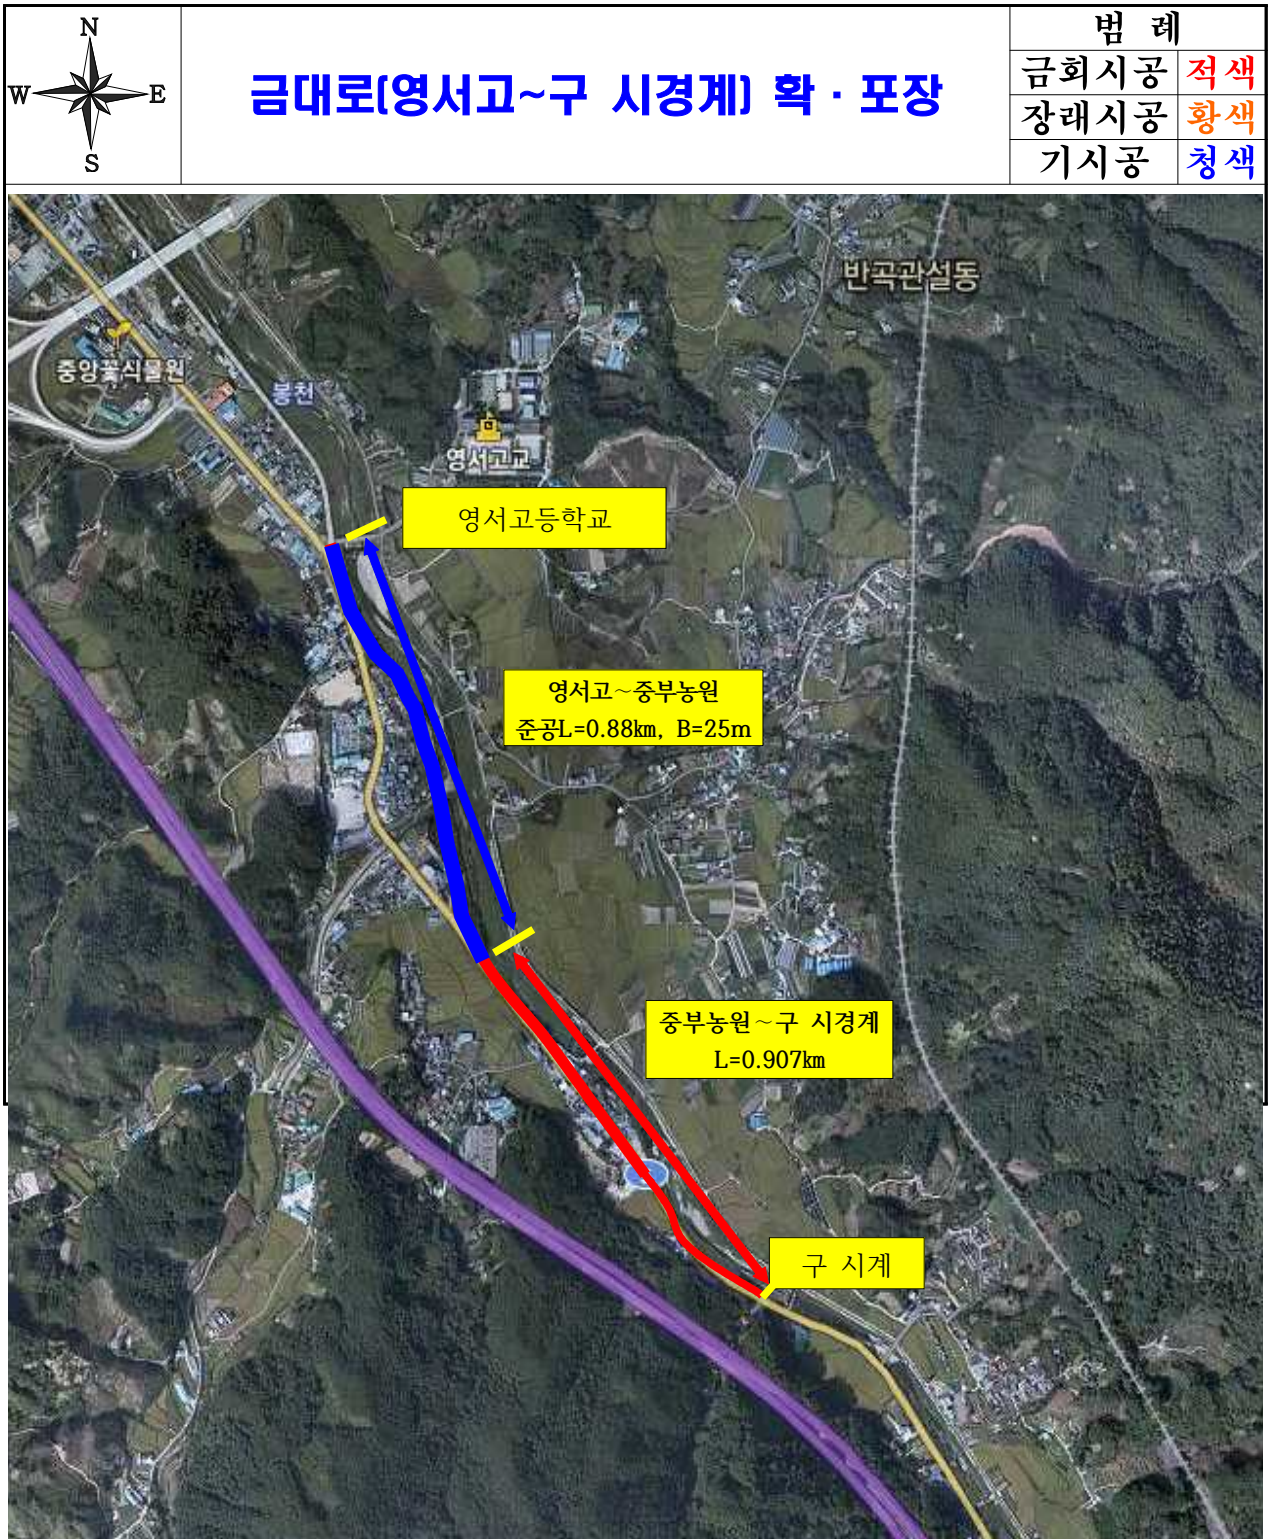 N
W
E
S
금대로(영서고~구 시경계) 확 · 포장
범 례
금회시공 적색
장래시공 황색
기시공 청색
반곡관설동
중앙꽃식물원
봉천
영서고교
영서고등학교
영서고~중부농원
준공L=0.88km, B=25m
중부농원~구 시경계
L=0.907km
구 시계